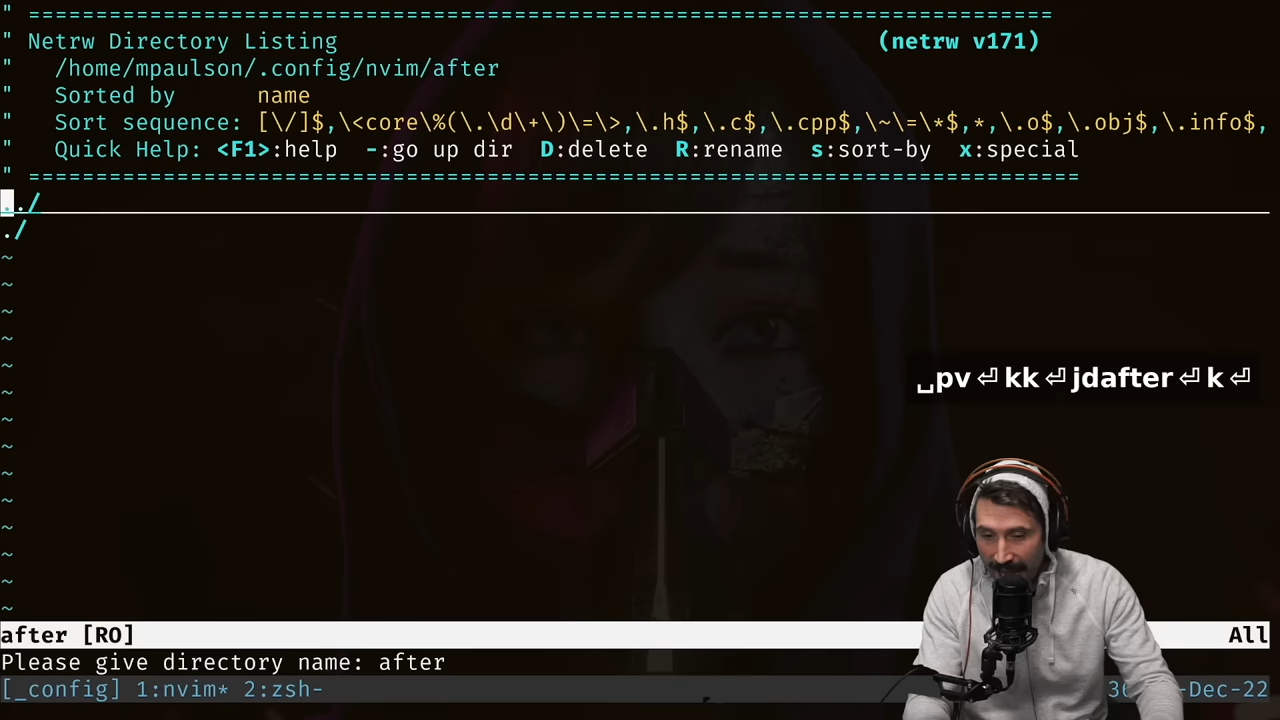 " ============================================================================
" Netrw Directory Listing                                        (netrw v171)
"   /home/mpaulson/.config/nvim/after
"   Sorted by      name
"   Sort sequence: [\/]$,\<core\%(\.\d\+\)\=\>,\.h$,\.c$,\.cpp$,\~\=\*$,*,\.o$,\.obj$,\.info$,
"   Quick Help: <F1>:help  -:go up dir  D:delete  R:rename  s:sort-by  x:special
" ==============================================================================
../
./
~
~
~
~
~
␣pv⏎kk⏎jdafter⏎k⏎
~
~
~
~
~
~
~
~
~
after [RO] All
Please give directory name: after
[_config] 1:nvim* 2:zsh- -Dec-22